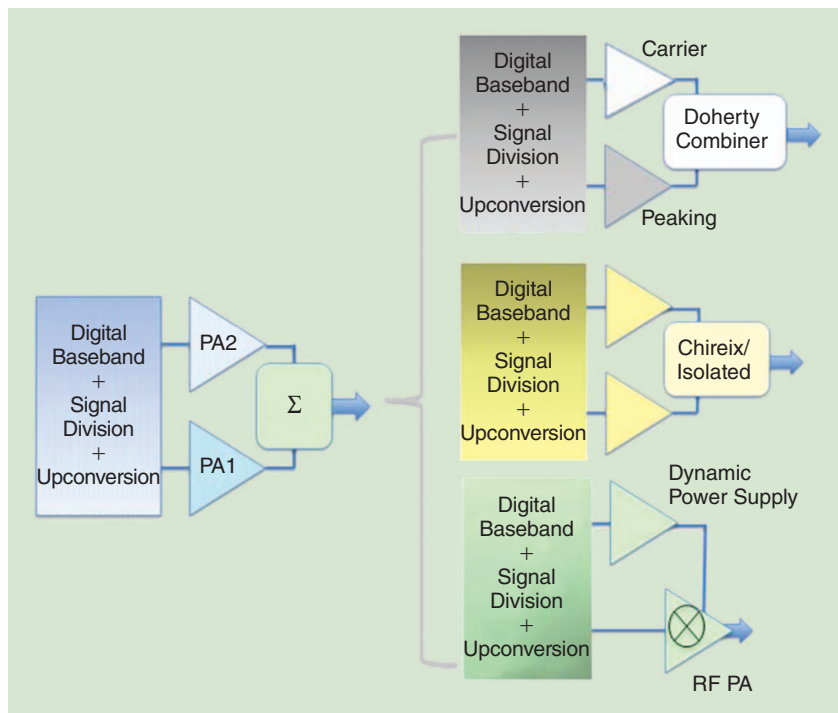 Digital
Baseband
+
Signal
Division
+
Upconversion
PA2
PA1
Σ
Digital
Baseband
+
Signal
Division
+
Upconversion
Carrier
Peaking
Doherty
Combiner
Digital
Baseband
+
Signal
Division
+
Upconversion
Chireix/
Isolated
Digital
Baseband
+
Signal
Division
+
Upconversion
Dynamic
Power Supply
RF PA